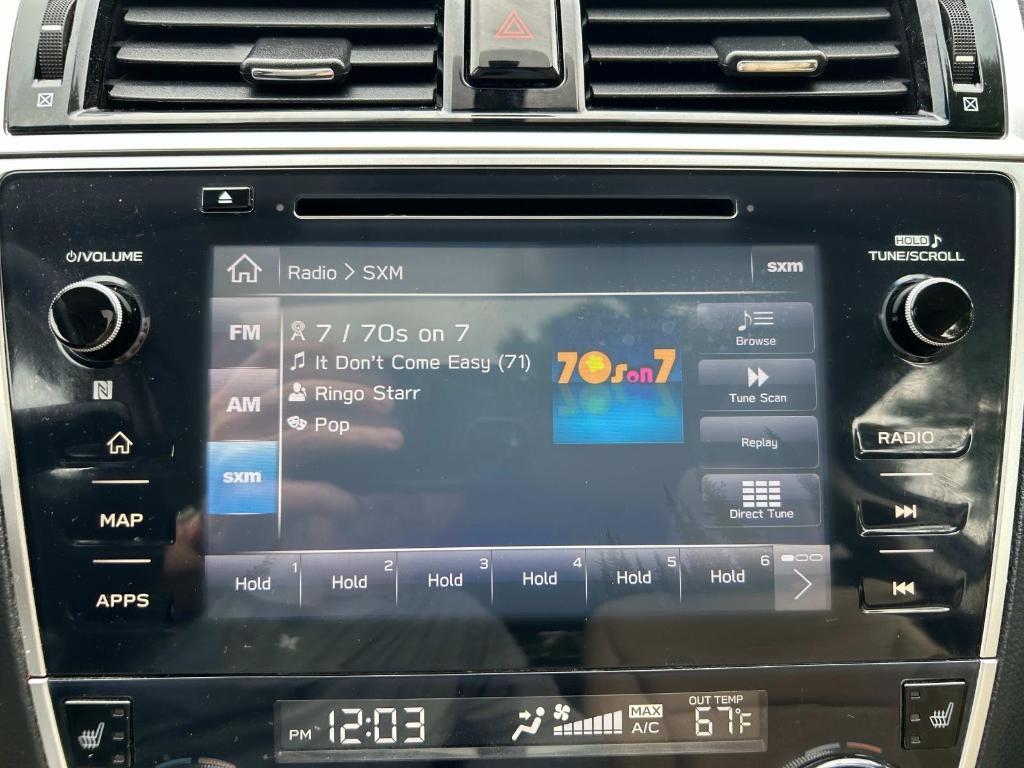 ⏻/VOLUME
HOLD
TUNE/SCROLL
Radio > SXM
sxm
FM
7 / 70s on 7
It Don't Come Easy (71)
AM
Ringo Starr
Pop
sxm
70s on 7
Browse
Tune Scan
Replay
Direct Tune
N
RADIO
MAP
APPS
Hold 1
Hold 2
Hold 3
Hold 4
Hold 5
Hold 6
PM 12:03
MAX
A/C
OUT TEMP
67°F